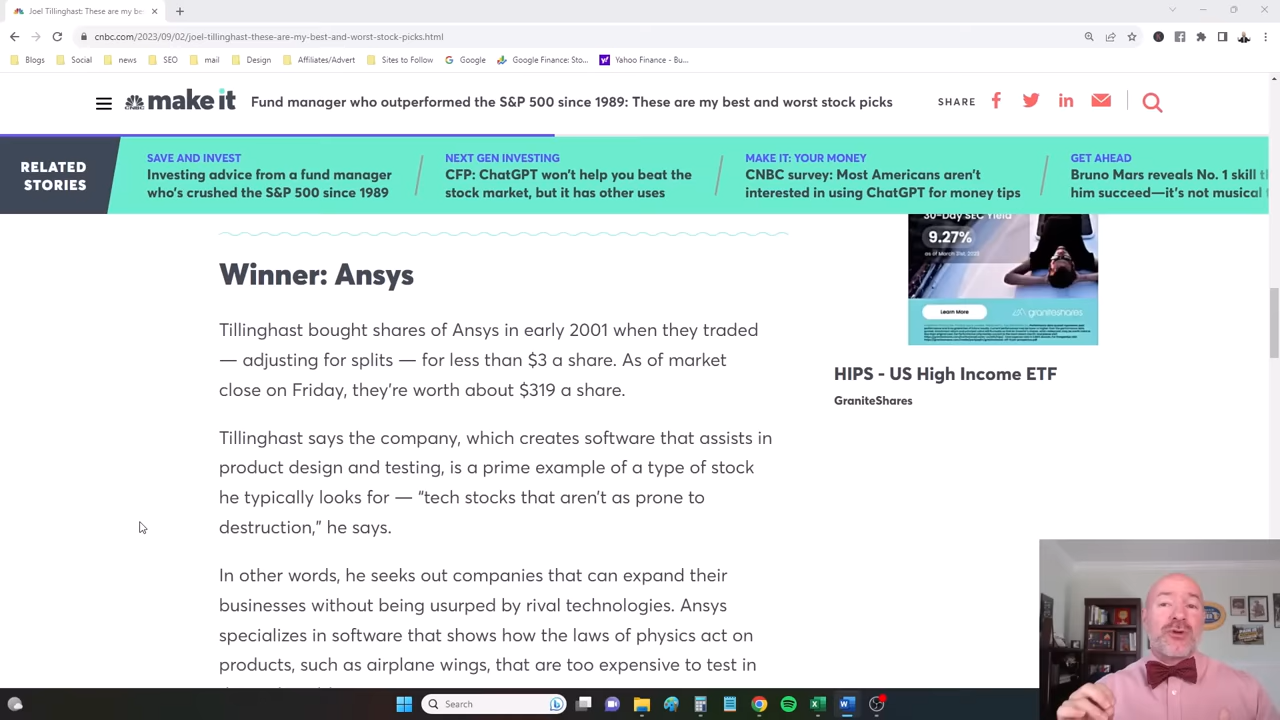 Joel Tillinghast: These are my be
cnbc.com/2023/09/02/joel-tillinghast-these-are-my-best-and-worst-stock-picks.html
Blogs Social news SEO mail Design Affiliates/Advert Sites to Follow Google Google Finance: Sto... Yahoo Finance - Bu...
CNBC make it Fund manager who outperformed the S&P 500 since 1989: These are my best and worst stock picks SHARE
RELATED STORIES
SAVE AND INVEST
Investing advice from a fund manager
who's crushed the S&P 500 since 1989
NEXT GEN INVESTING
CFP: ChatGPT won't help you beat the
stock market, but it has other uses
MAKE IT: YOUR MONEY
CNBC survey: Most Americans aren't
interested in using ChatGPT for money tips
GET AHEAD
Bruno Mars reveals No. 1 skill
him succeed—it's not musical
Winner: Ansys
Tillinghast bought shares of Ansys in early 2001 when they traded
— adjusting for splits — for less than $3 a share. As of market
close on Friday, they're worth about $319 a share.
Tillinghast says the company, which creates software that assists in
product design and testing, is a prime example of a type of stock
he typically looks for — “tech stocks that aren't as prone to
destruction,” he says.
In other words, he seeks out companies that can expand their
businesses without being usurped by rival technologies. Ansys
specializes in software that shows how the laws of physics act on
products, such as airplane wings, that are too expensive to test in
30-Day SEC Yield
9.27%
as of March 31st, 2023
Learn More
graniteshares
HIPS - US High Income ETF
GraniteShares
Search